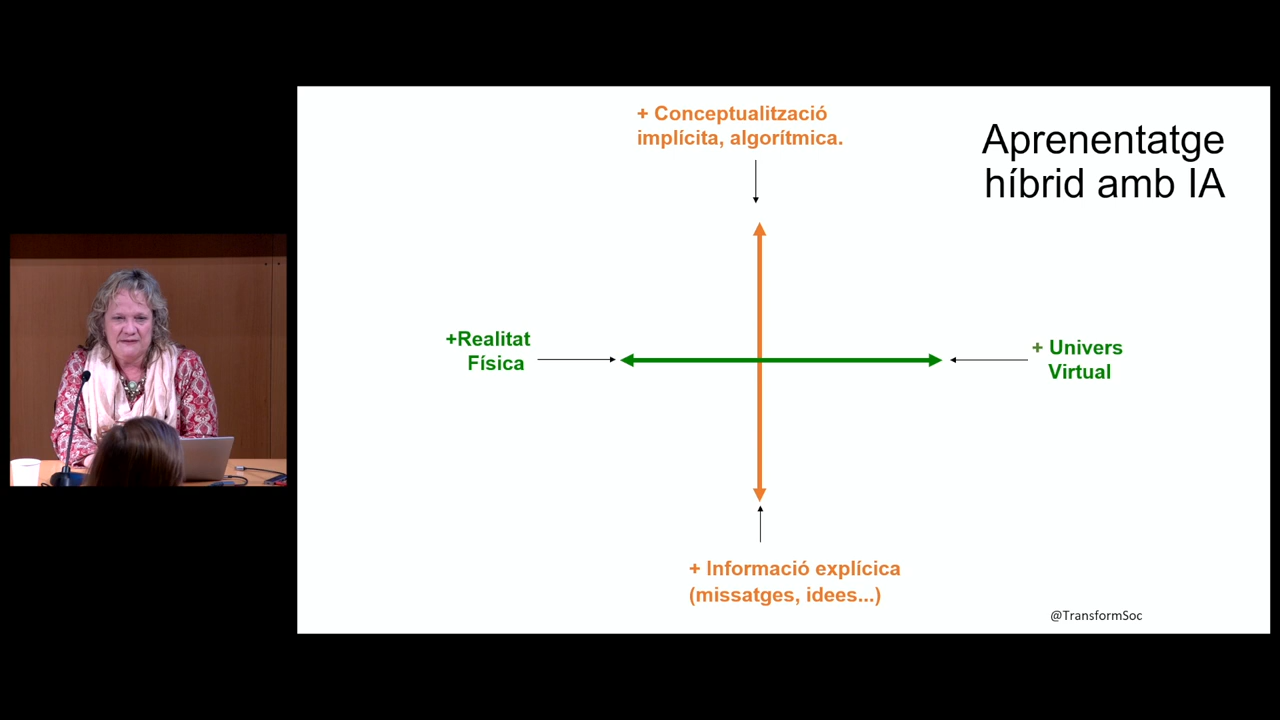 + Conceptualització
implícita, algorítmica.
Aprenentatge
híbrid amb IA
+Realitat
Física
+ Univers
Virtual
+ Informació explícica
(missatges, idees...)
@TransformSoc